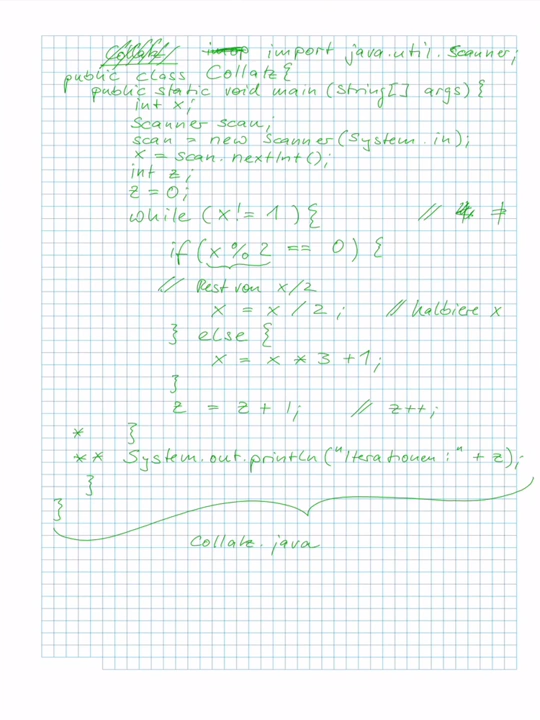 import java.util.Scanner;
public class Collatz{
public static void main (String[] args) {
int x;
Scanner scan;
scan = new Scanner(System.in);
x = scan.nextInt();
int z;
z = 0;
while (x != 1) { // ≠
if (x % 2 == 0) {
// Rest von x/2
x = x / 2; // halbiere x
} else {
x = x * 3 + 1;
}
z = z + 1; // z++;
* }
** System.out.println("Iterationen:" + z);
}
}
Collatz.java